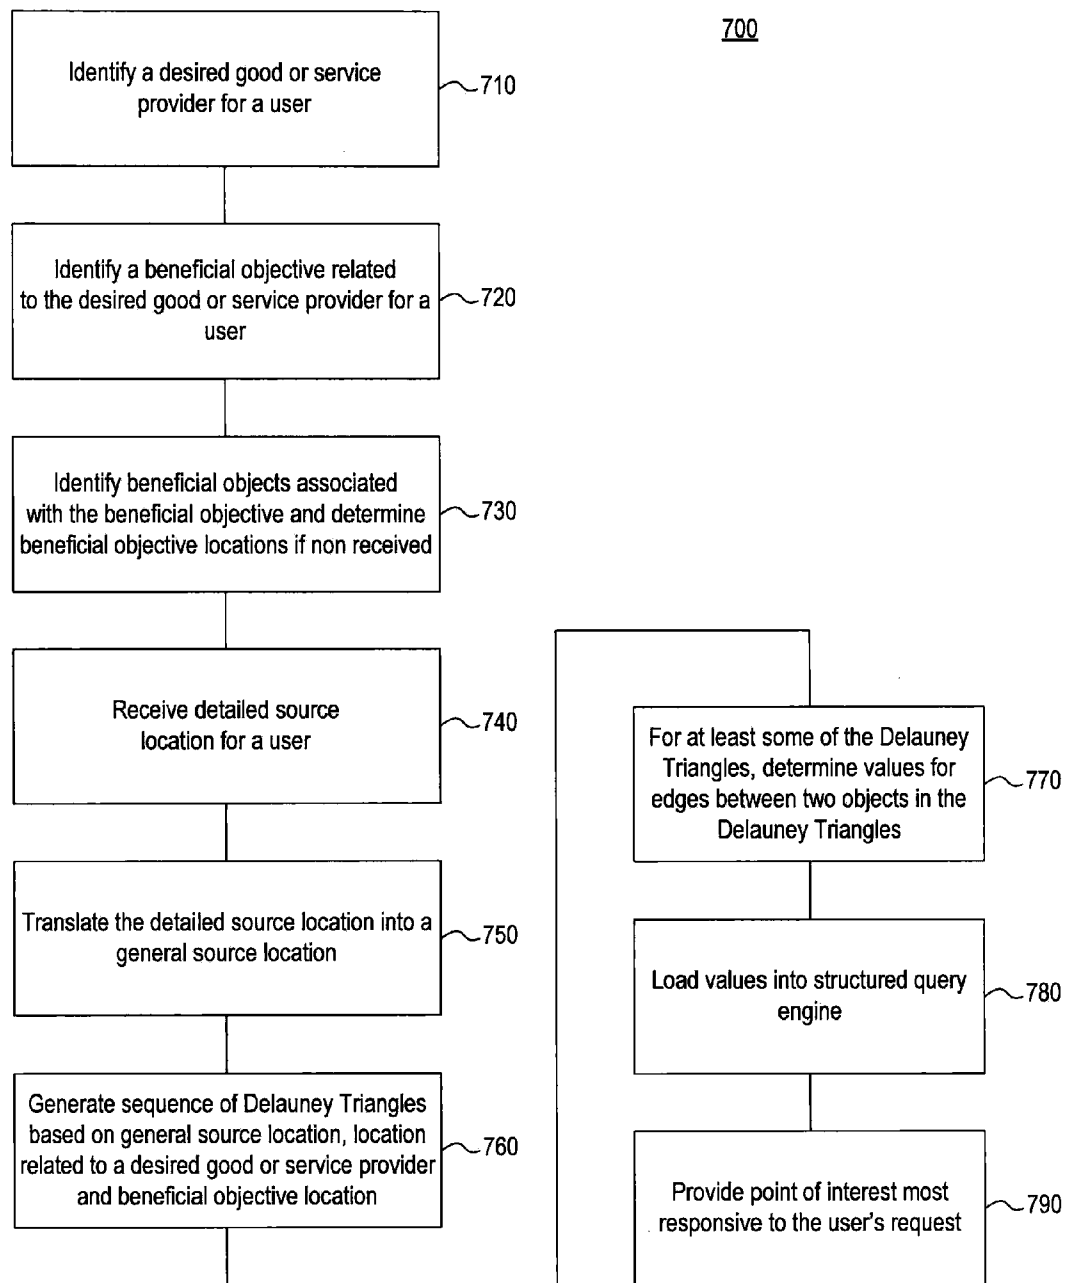 700
Identify a desired good or service
provider for a user
710
Identify a beneficial objective related
to the desired good or service provider for a
user
720
Identify beneficial objects associated
with the beneficial objective and determine
beneficial objective locations if non received
730
Receive detailed source
location for a user
740
Translate the detailed source location into a
general source location
750
Generate sequence of Delauney Triangles
based on general source location, location
related to a desired good or service provider
and beneficial objective location
760
For at least some of the Delauney
Triangles, determine values for
edges between two objects in the
Delauney Triangles
770
Load values into structured query
engine
780
Provide point of interest most
responsive to the user's request
790